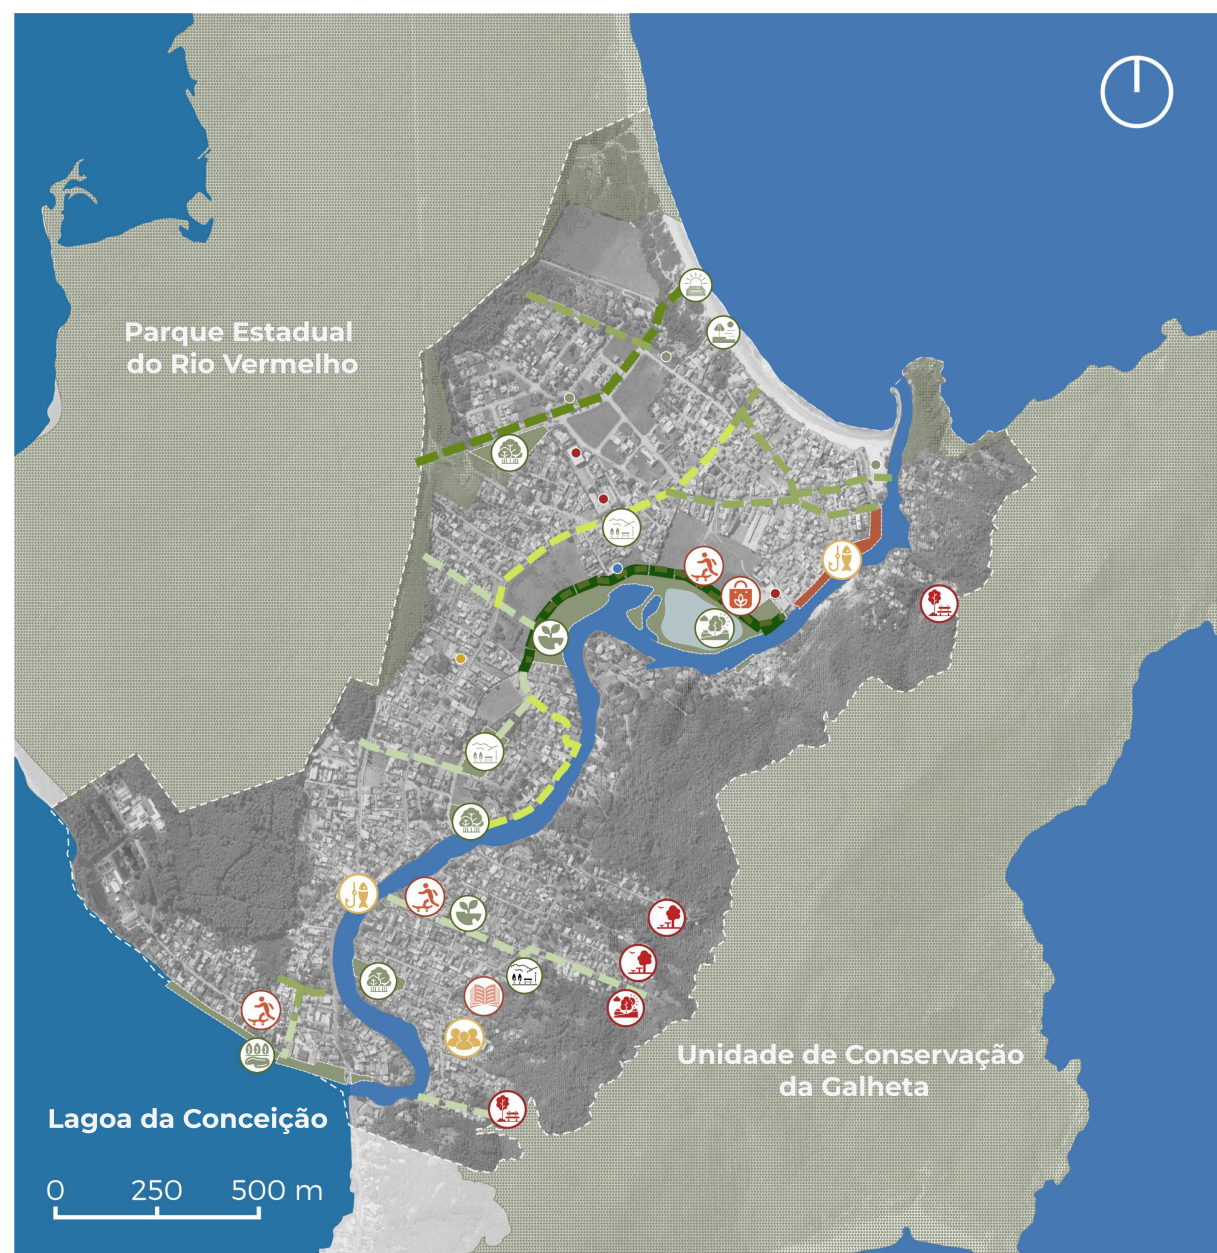 Parque Estadual
do Rio Vermelho
Unidade de Conservação
da Galheta
Lagoa da Conceição
0 250 500 m